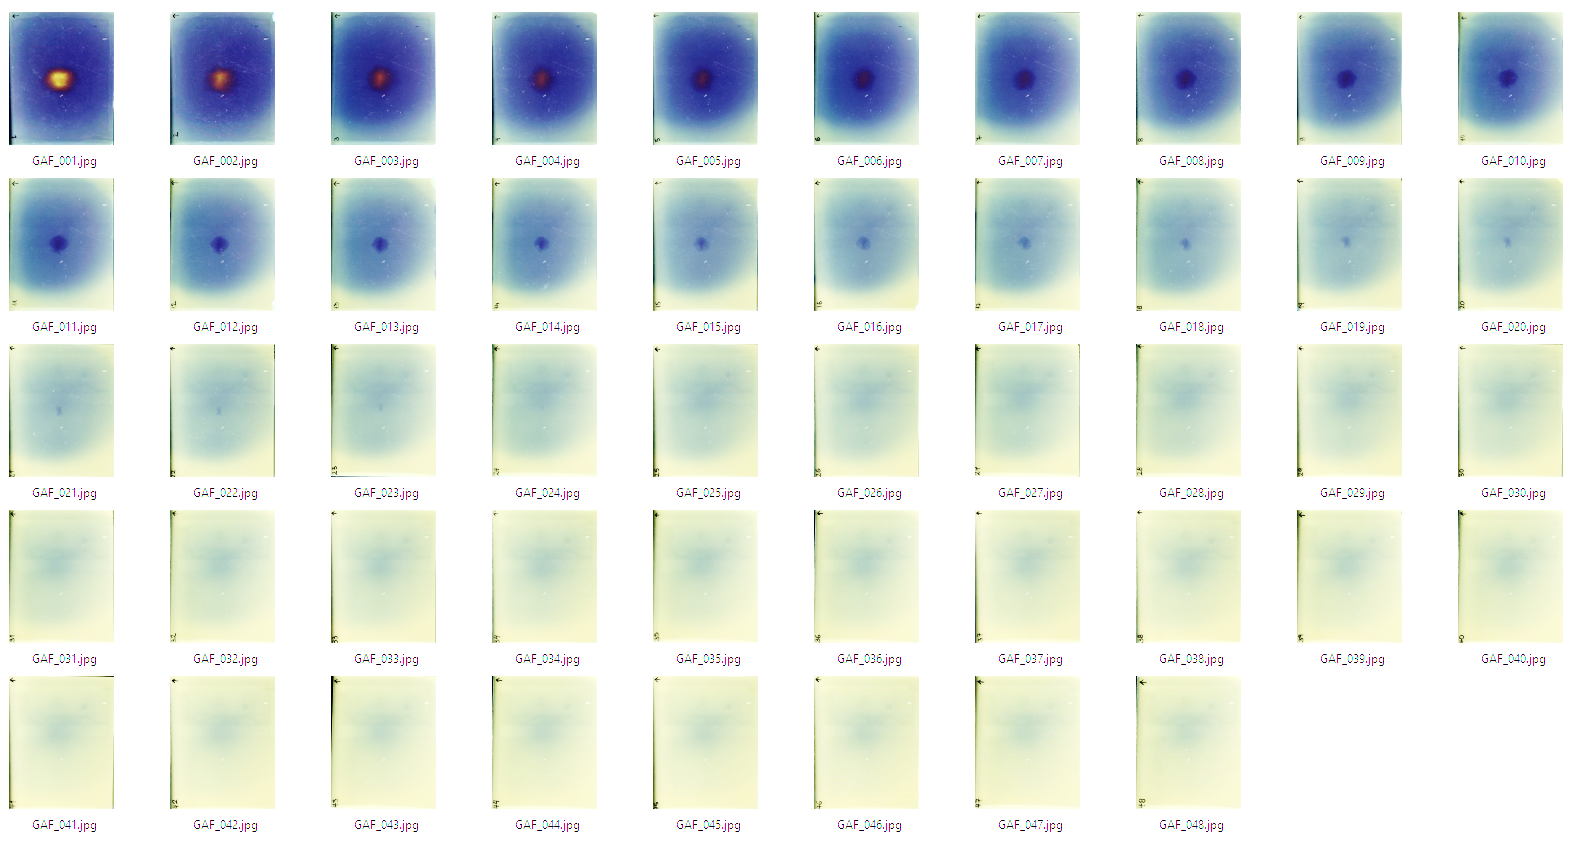 GAF_001.jpg GAF_002.jpg GAF_003.jpg GAF_004.jpg GAF_005.jpg GAF_006.jpg GAF_007.jpg GAF_008.jpg GAF_009.jpg GAF_010.jpg
GAF_011.jpg GAF_012.jpg GAF_013.jpg GAF_014.jpg GAF_015.jpg GAF_016.jpg GAF_017.jpg GAF_018.jpg GAF_019.jpg GAF_020.jpg
GAF_021.jpg GAF_022.jpg GAF_023.jpg GAF_024.jpg GAF_025.jpg GAF_026.jpg GAF_027.jpg GAF_028.jpg GAF_029.jpg GAF_030.jpg
GAF_031.jpg GAF_032.jpg GAF_033.jpg GAF_034.jpg GAF_035.jpg GAF_036.jpg GAF_037.jpg GAF_038.jpg GAF_039.jpg GAF_040.jpg
GAF_041.jpg GAF_042.jpg GAF_043.jpg GAF_044.jpg GAF_045.jpg GAF_046.jpg GAF_047.jpg GAF_048.jpg